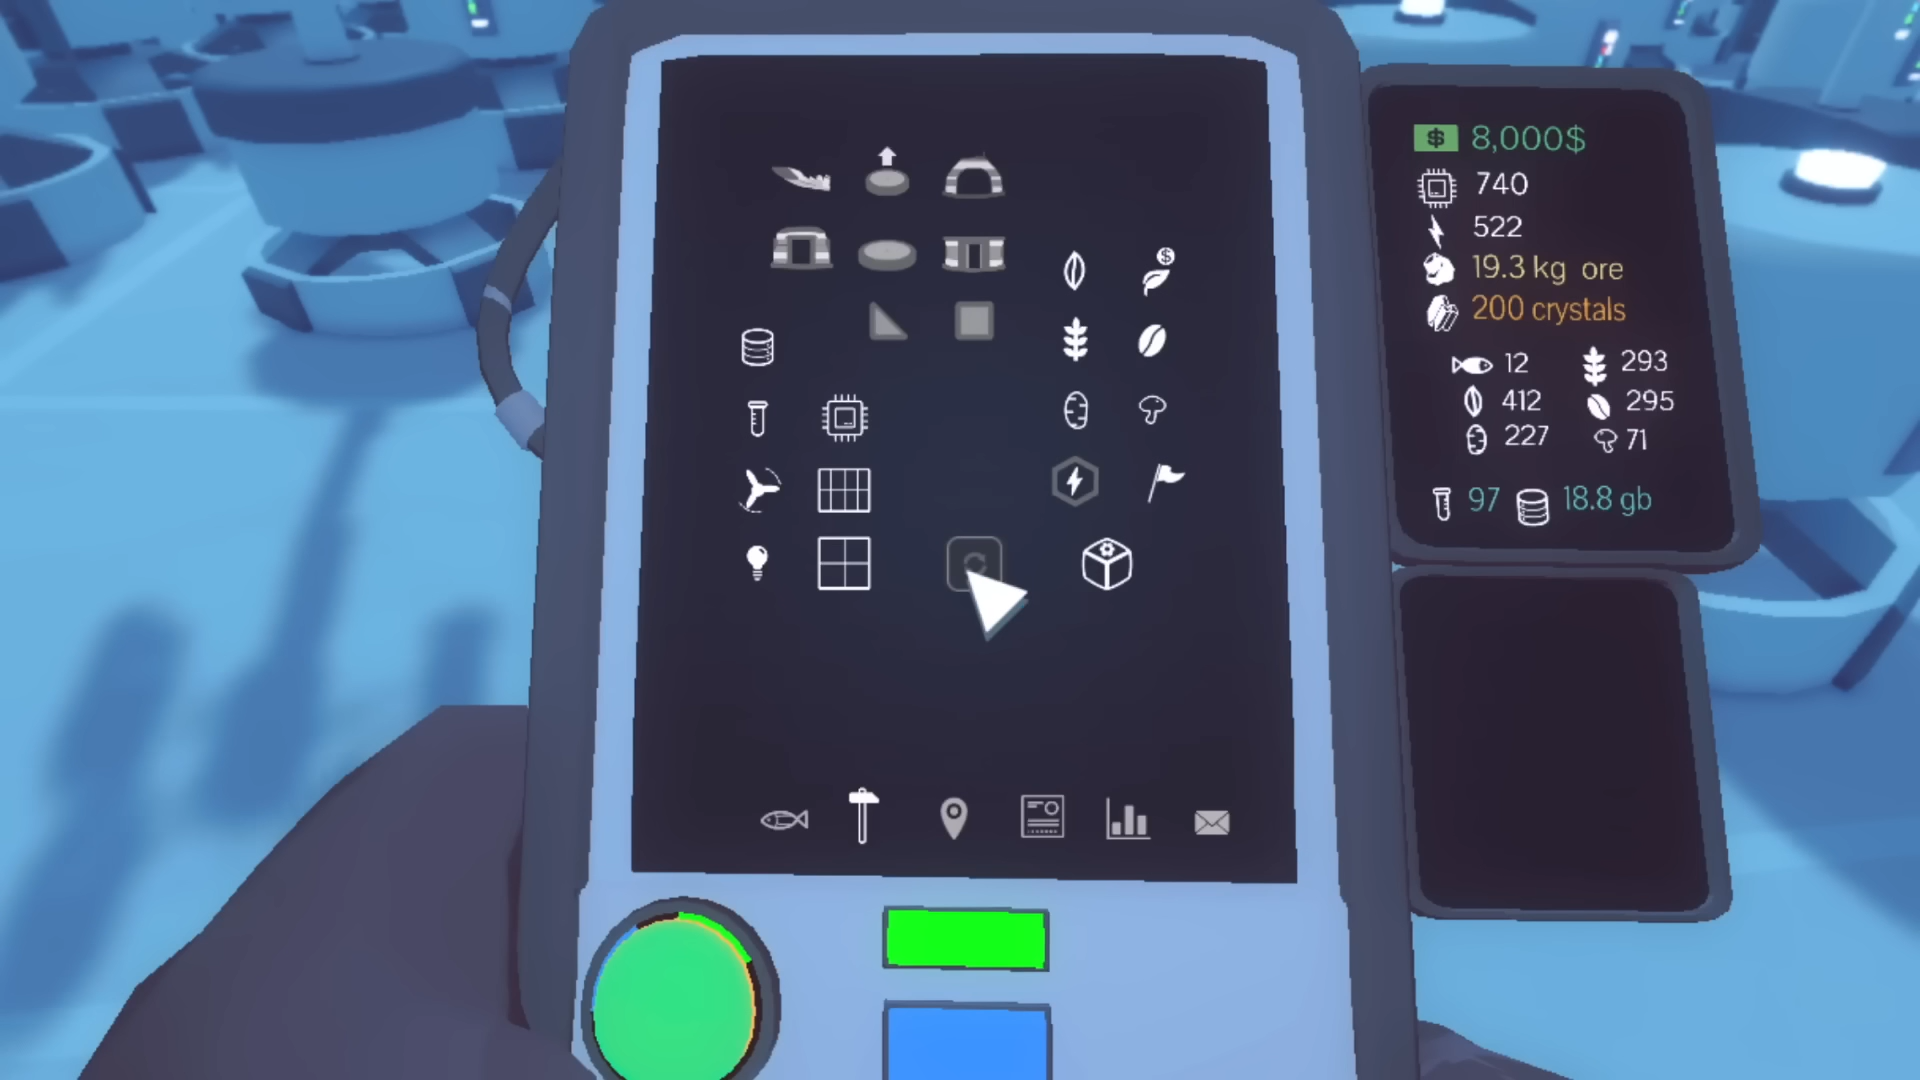 8,000$
740
522
19.3 kg ore
200 crystals
12 293
412 295
227 71
97 18.8 gb